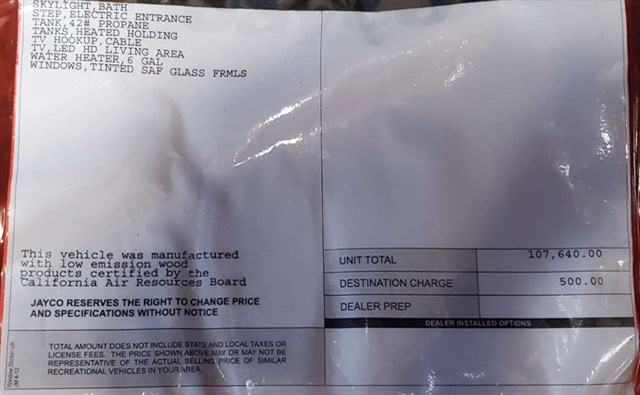 SKYLIGHT,BATH
STEP,ELECTRIC ENTRANCE
TANK,42# PROPANE
TANKS,HEATED HOLDING
TV HOOKUP,CABLE
TV,LED HD LIVING AREA
WATER HEATER,6 GAL
WINDOWS,TINTED SAF GLASS FRMLS
This vehicle was manufactured
with low emission wood
products certified by the
California Air Resources Board
JAYCO RESERVES THE RIGHT TO CHANGE PRICE
AND SPECIFICATIONS WITHOUT NOTICE
UNIT TOTAL 107,640.00
DESTINATION CHARGE 500.00
DEALER PREP
DEALER INSTALLED OPTIONS
TOTAL AMOUNT DOES NOT INCLUDE STATE AND LOCAL TAXES OR
LICENSE FEES. THE PRICE SHOWN ABOVE MAY OR MAY NOT BE
REPRESENTATIVE OF THE ACTUAL SELLING PRICE OF SIMILAR
RECREATIONAL VEHICLES IN YOUR AREA.
Window Sticker
JM 4/12